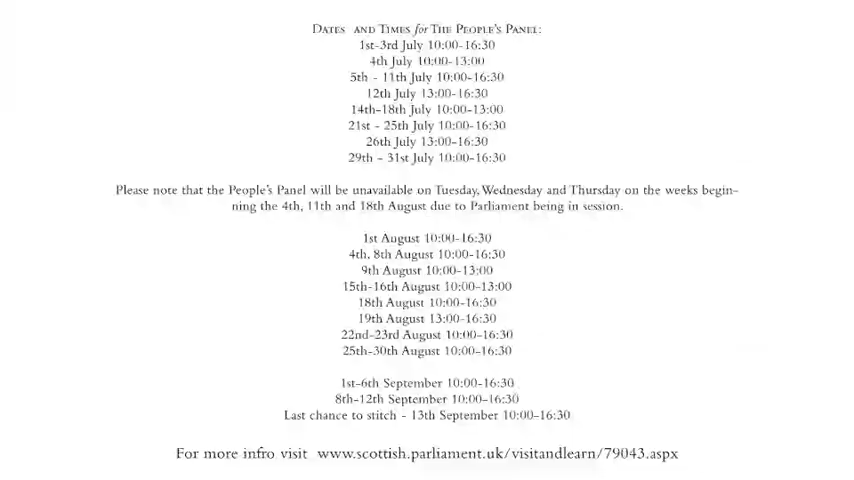 Dates and Times for The People's Panel:
1st-3rd July 10:00-16:30
4th July 10:00-13:00
5th - 11th July 10:00-16:30
12th July 13:00-16:30
14th-18th July 10:00-13:00
21st - 25th July 10:00-16:30
26th July 13:00-16:30
29th - 31st July 10:00-16:30
Please note that the People's Panel will be unavailable on Tuesday, Wednesday and Thursday on the weeks begin-
ning the 4th, 11th and 18th August due to Parliament being in session.
1st August 10:00-16:30
4th, 8th August 10:00-16:30
9th August 10:00-13:00
15th-16th August 10:00-13:00
18th August 10:00-16:30
19th August 13:00-16:30
22nd-23rd August 10:00-16:30
25th-30th August 10:00-16:30
1st-6th September 10:00-16:30
8th-12th September 10:00-16:30
Last chance to stitch - 13th September 10:00-16:30
For more infro visit www.scottish.parliament.uk/visitandlearn/79043.aspx